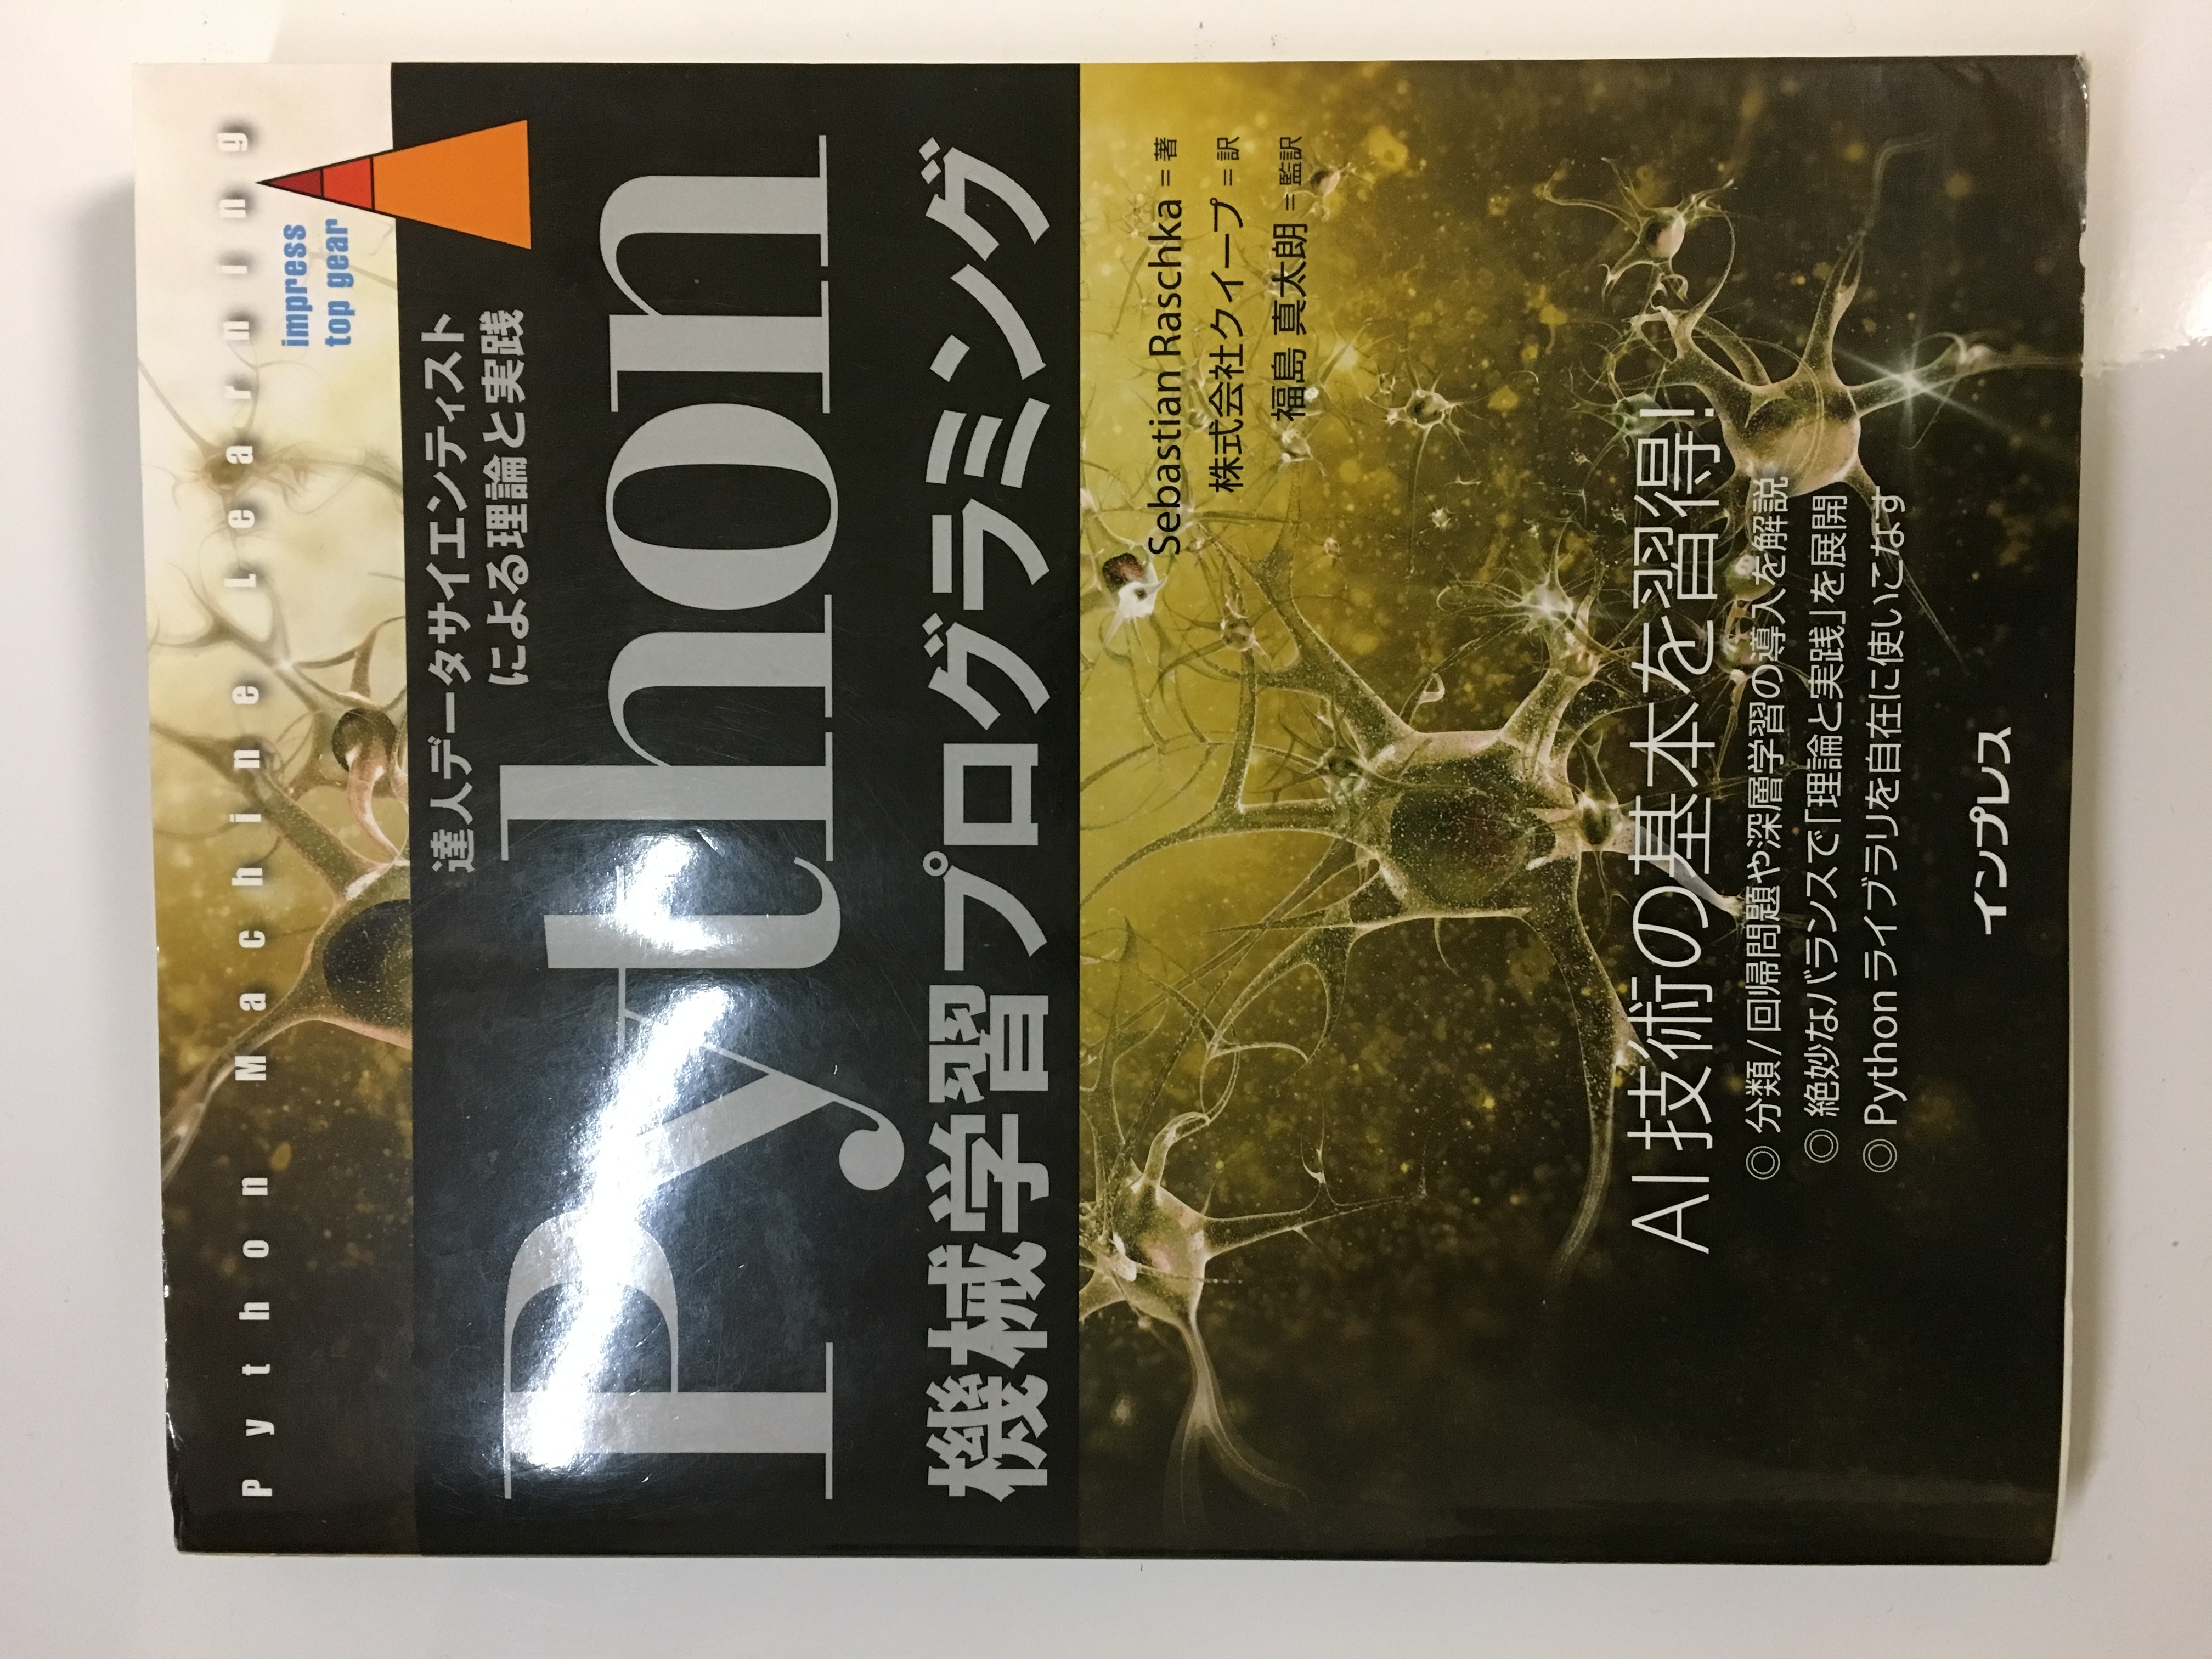 Python Machine Learning
impress
top gear
達人データサイエンティスト
による理論と実践
Python
機械学習プログラミング
Sebastian Raschka = 著
株式会社クイープ = 訳
福島 真太朗 = 監訳
AI技術の基本を習得!
◎ 分類/回帰問題や深層学習の導入を解説
◎ 絶妙なバランスで「理論と実践」を展開
◎ Pythonライブラリを自在に使いこなす
インプレス